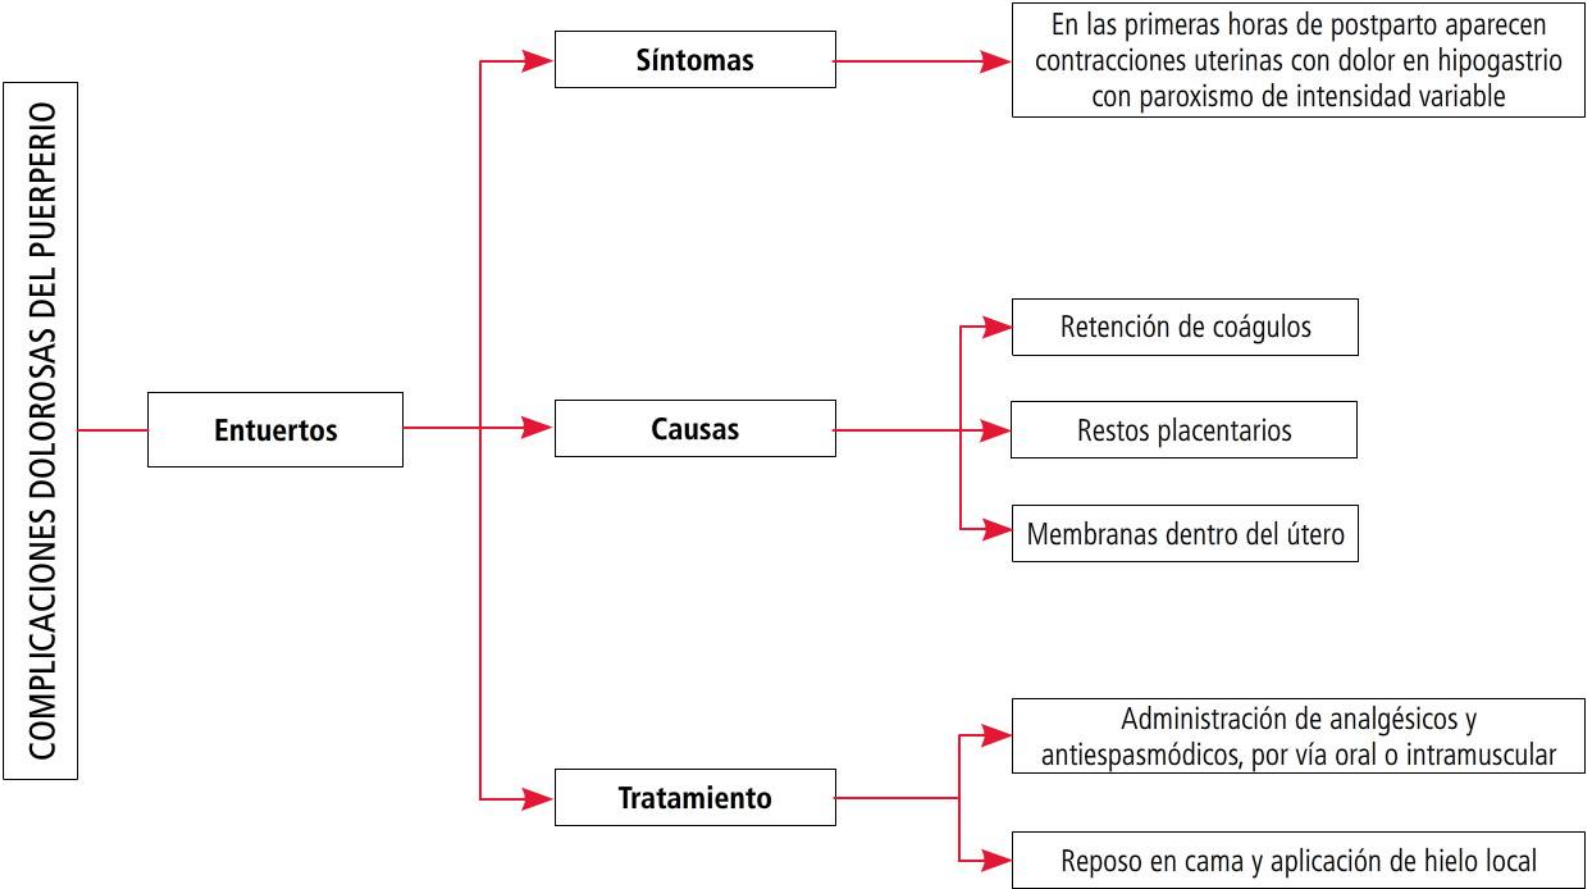 COMPLICACIONES DOLOROSAS DEL PUERPERIO
Entuertos
Síntomas
En las primeras horas de postparto aparecen
contracciones uterinas con dolor en hipogastrio
con paroxismo de intensidad variable
Causas
Retención de coágulos
Restos placentarios
Membranas dentro del útero
Tratamiento
Administración de analgésicos y
antiespasmódicos, por vía oral o intramuscular
Reposo en cama y aplicación de hielo local